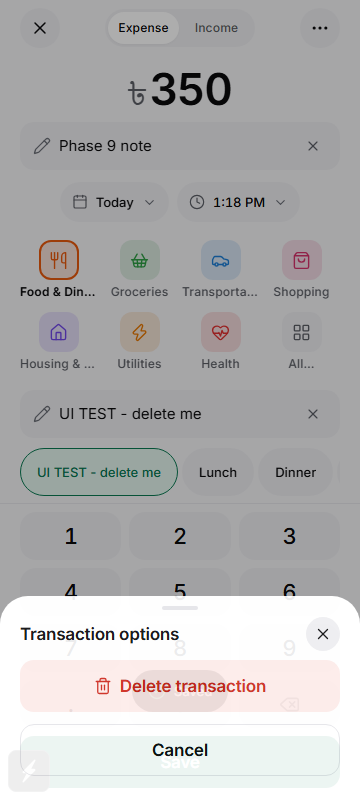 Expense
Income
৳350
Phase 9 note
Today
1:18 PM
Food & Din...
Groceries
Transporta...
Shopping
Housing & ...
Utilities
Health
All...
UI TEST - delete me
UI TEST - delete me
Lunch
Dinner
1
2
3
4
5
6
Transaction options
7
8
9
Delete transaction
.
Cancel
Save